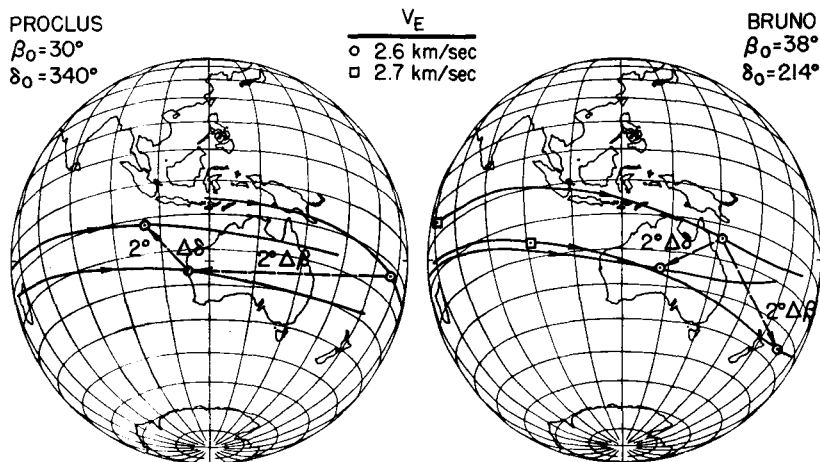 PROCLUS
β₀=30°
δ₀=340°
V_E
○ 2.6 km/sec
□ 2.7 km/sec
BRUNO
β₀=38°
δ₀=214°
2° Δδ
2°Δβ
2°Δδ
2°Δβ